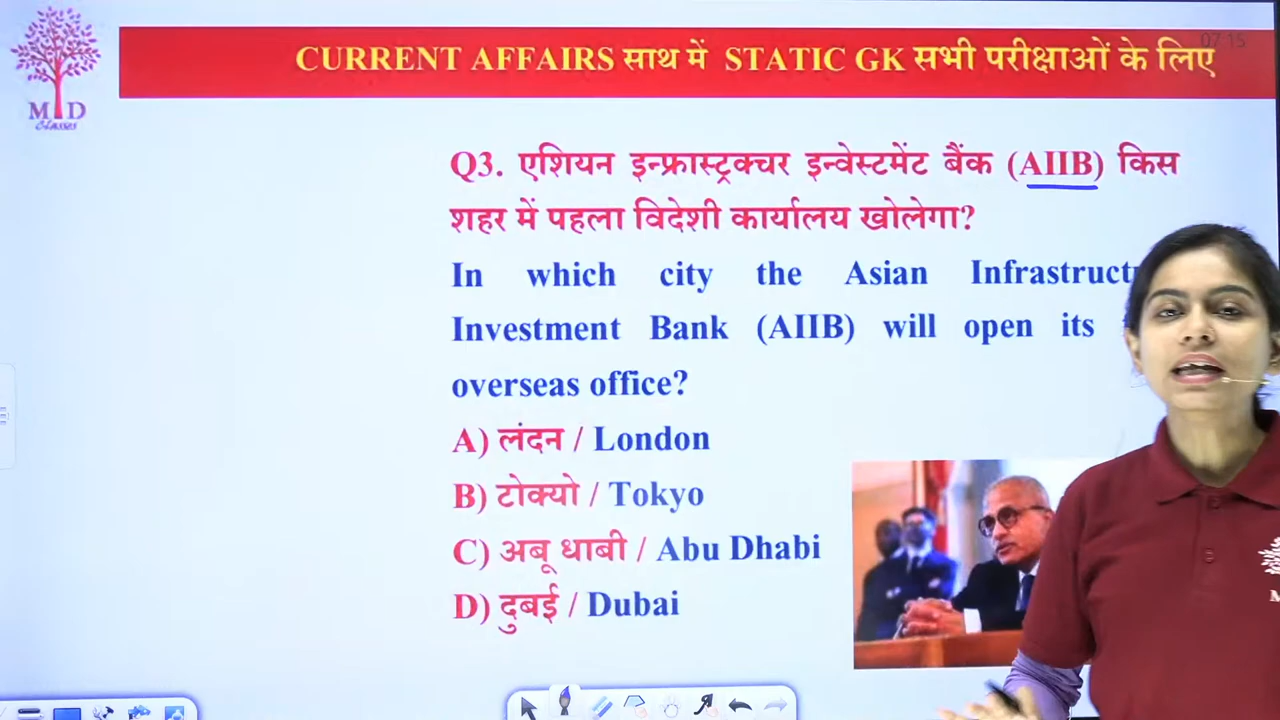 CURRENT AFFAIRS साथ में STATIC GK सभी परीक्षाओं के लिए
07:15
M D
Classes
Q3. एशियन इन्फ्रास्ट्रक्चर इन्वेस्टमेंट बैंक (AIIB) किस
शहर में पहला विदेशी कार्यालय खोलेगा?
In which city the Asian
Investment Bank (AIIB) will open its
overseas office?
A) लंदन / London
B) टोक्यो / Tokyo
C) अबू धाबी / Abu Dhabi
D) दुबई / Dubai